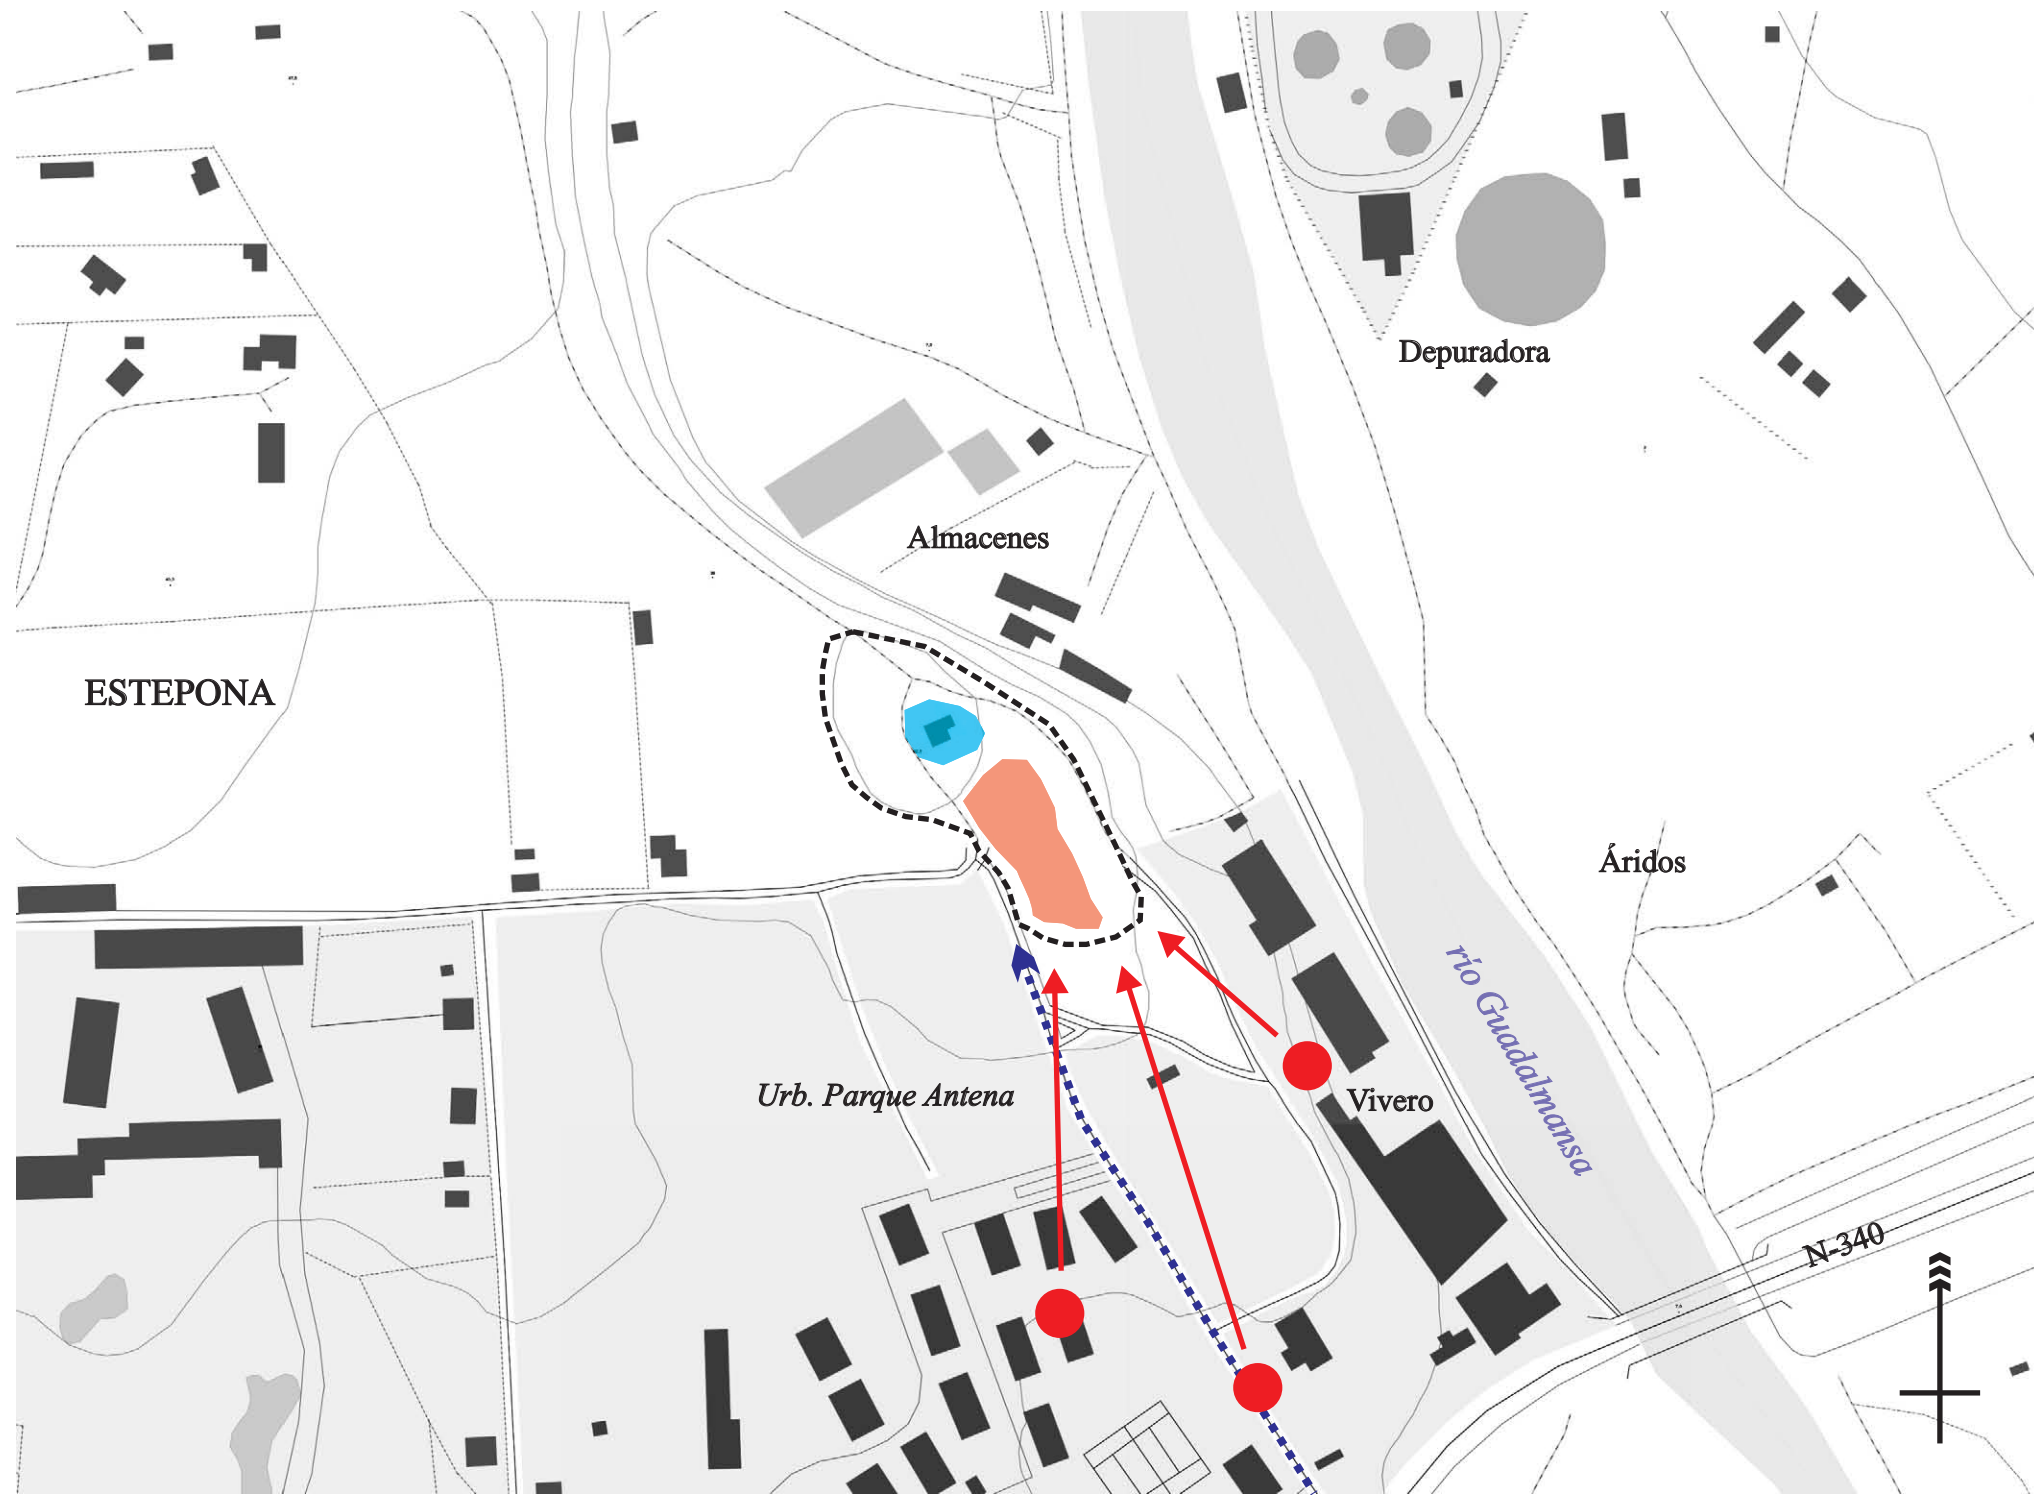 Depuradora
Almacenes
ESTEPONA
Áridos
río Guadalmansa
Urb. Parque Antena
Vivero
N-340